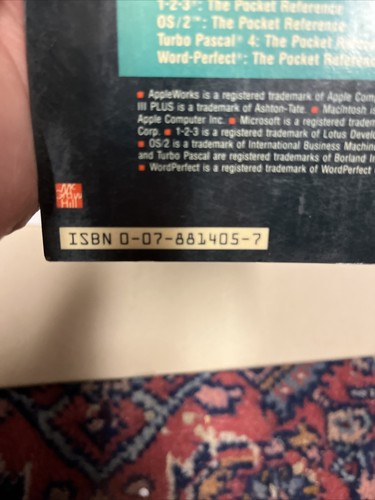 1-2-3®: The Pocket Reference
OS/2™: The Pocket Reference
Turbo Pascal® 4: The Pocket Reference
Word-Perfect®: The Pocket Reference
AppleWorks is a registered trademark of Apple
III PLUS is a trademark of Ashton-Tate. Macintosh
Apple Computer Inc. Microsoft is a registered
Corp. 1-2-3 is a registered trademark of Lotus
OS/2 is a trademark of International Business
and Turbo Pascal are registered trademarks of Borland
WordPerfect is a registered trademark of WordPerfect
Mc
Graw
Hill
ISBN 0-07-881405-7